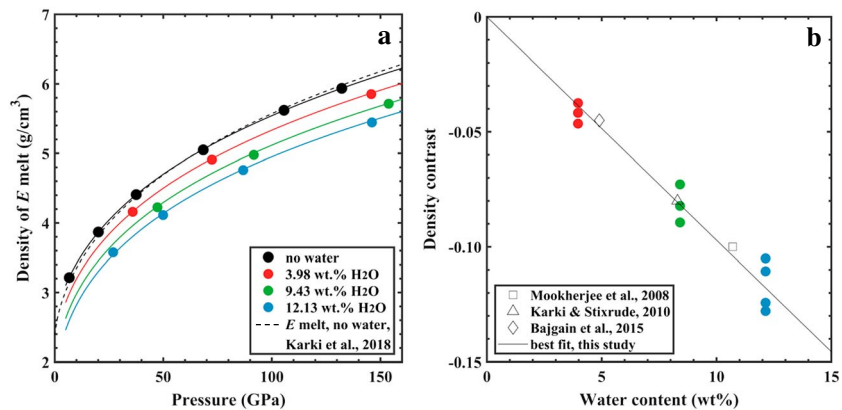 a
7
6
5
4
3
2
Density of E melt (g/cm³)
0
50
100
150
Pressure (GPa)
no water
3.98 wt.% H2O
9.43 wt.% H2O
12.13 wt.% H2O
E melt, no water,
Karki et al., 2018
b
0
-0.05
-0.10
-0.15
Density contrast
0
5
10
15
Water content (wt%)
Mookherjee et al., 2008
Karki & Stixrude, 2010
Bajgain et al., 2015
best fit, this study